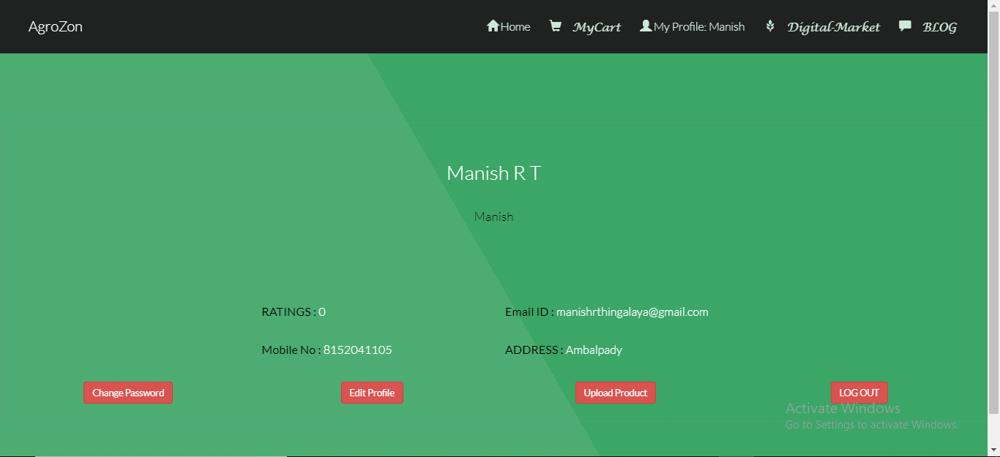 AgroZon Home MyCart My Profile: Manish Digital-Market BLOG
Manish R T
Manish
RATINGS : 0 Email ID : manishrthingalaya@gmail.com
Mobile No : 8152041105 ADDRESS : Ambalpady
Change Password Edit Profile Upload Product LOG OUT
Activate Windows
Go to Settings to activate Windows.